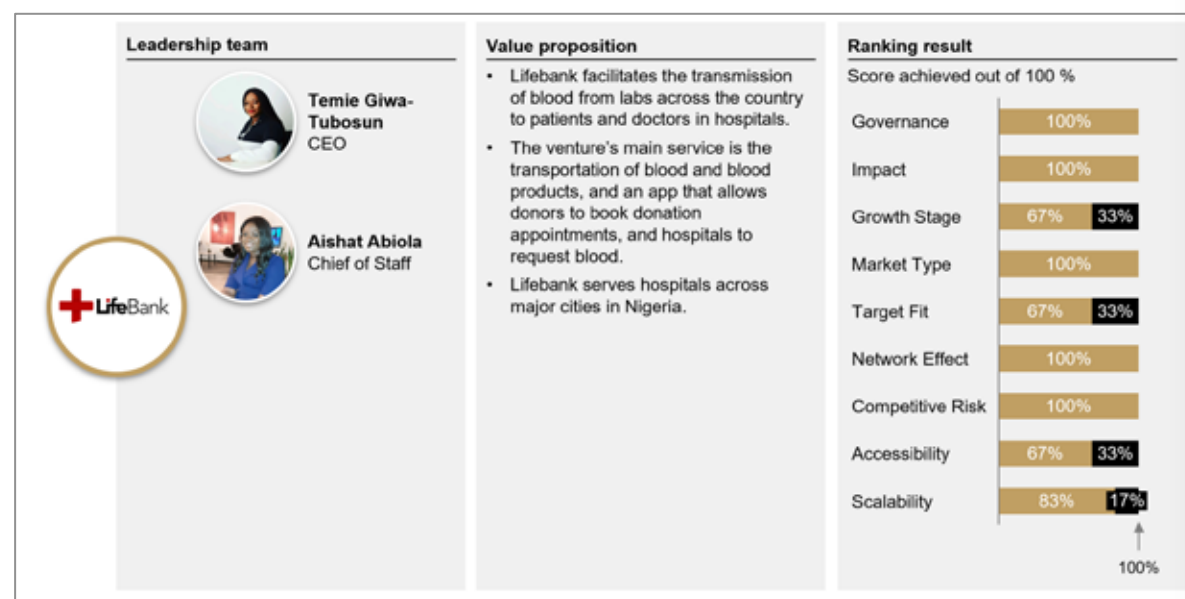 Leadership team
Temie Giwa-
Tubosun
CEO
Aishat Abiola
Chief of Staff
LifeBank
Value proposition
• Lifebank facilitates the transmission
of blood from labs across the country
to patients and doctors in hospitals.
• The venture's main service is the
transportation of blood and blood
products, and an app that allows
donors to book donation
appointments, and hospitals to
request blood.
• Lifebank serves hospitals across
major cities in Nigeria.
Ranking result
Score achieved out of 100 %
Governance 100%
Impact 100%
Growth Stage 67% 33%
Market Type 100%
Target Fit 67% 33%
Network Effect 100%
Competitive Risk 100%
Accessibility 67% 33%
Scalability 83% 17%
100%